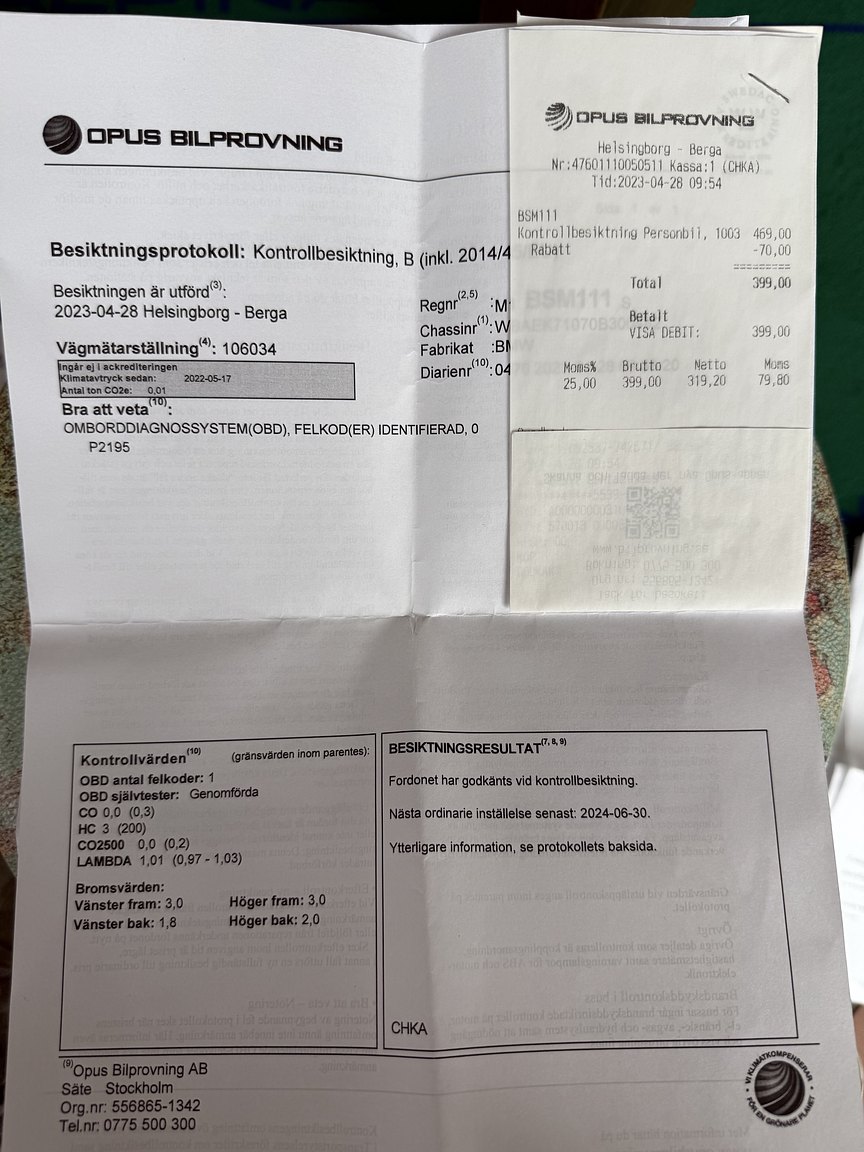 OPUS BILPROVNING
Besiktningsprotokoll: Kontrollbesiktning, B (inkl. 2014/4
Besiktningen är utförd(3):
2023-04-28 Helsingborg - Berga
Vägmätarställning(4): 106034
Ingår ej i ackrediteringen
Klimatavtryck sedan: 2022-05-17
Antal ton CO2e: 0,01
Bra att veta(10):
OMBORDDIAGNOSSYSTEM(OBD), FELKOD(ER) IDENTIFIERAD, 0
P2195
Regnr(2,5) :M
Chassinr(1):W
Fabrikat :BM
Diarienr(10):04
OPUS BILPROVNING
Helsingborg - Berga
Nr:47601110050511 Kassa:1 (CHKA)
Tid:2023-04-28 09:54
BSM111
Kontrollbesiktning Personbil, 1003 469,00
Rabatt -70,00
=========
Total 399,00
Betalt
VISA DEBIT: 399,00
Moms% Brutto Netto Moms
25,00 399,00 319,20 79,80
Kontrollvärden(10) (gränsvärden inom parentes):
OBD antal felkoder: 1
OBD självtester: Genomförda
CO 0,0 (0,3)
HC 3 (200)
CO2500 0,0 (0,2)
LAMBDA 1,01 (0,97 - 1,03)
Bromsvärden:
Vänster fram: 3,0 Höger fram: 3,0
Vänster bak: 1,8 Höger bak: 2,0
BESIKTNINGSRESULTAT(7, 8, 9)
Fordonet har godkänts vid kontrollbesiktning.
Nästa ordinarie inställelse senast: 2024-06-30.
Ytterligare information, se protokollets baksida.
CHKA
(9)Opus Bilprovning AB
Säte Stockholm
Org.nr: 556865-1342
Tel.nr: 0775 500 300
VI KLIMATKOMPENSERAR
FÖR EN GRÖNARE PLANET